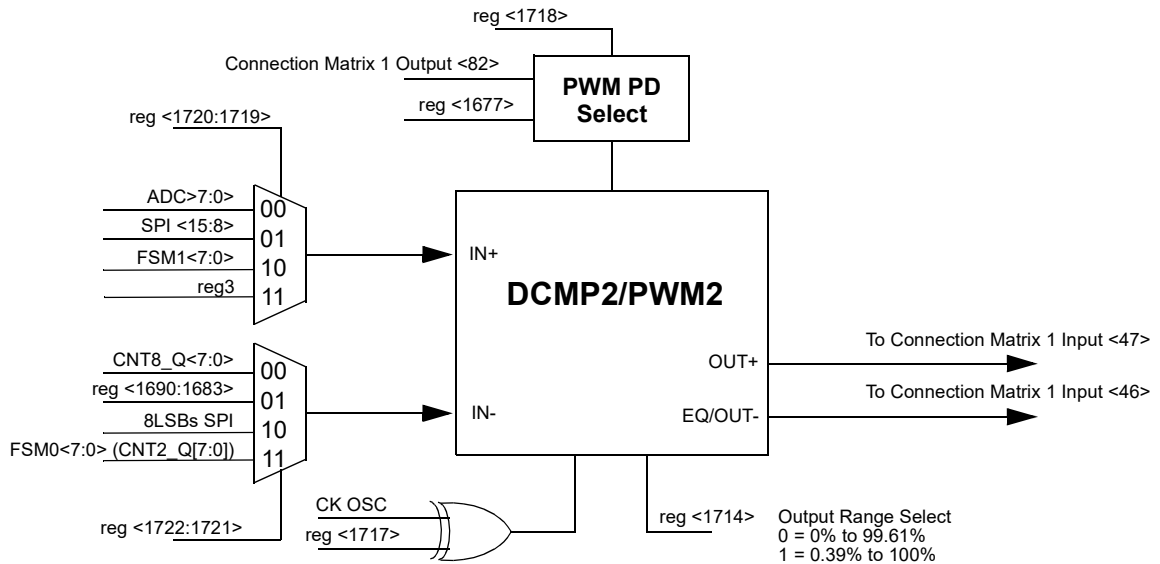 reg <1718>
Connection Matrix 1 Output <82>
reg <1677>
PWM PD
Select
reg <1720:1719>
ADC>7:0>
SPI <15:8>
FSM1<7:0>
reg3
00
01
10
11
IN+
DCMP2/PWM2
CNT8_Q<7:0>
reg <1690:1683>
8LSBs SPI
FSM0<7:0> (CNT2_Q[7:0])
00
01
10
11
IN-
OUT+
EQ/OUT-
To Connection Matrix 1 Input <47>
To Connection Matrix 1 Input <46>
reg <1722:1721>
CK OSC
reg <1717>
reg <1714>
Output Range Select
0 = 0% to 99.61%
1 = 0.39% to 100%